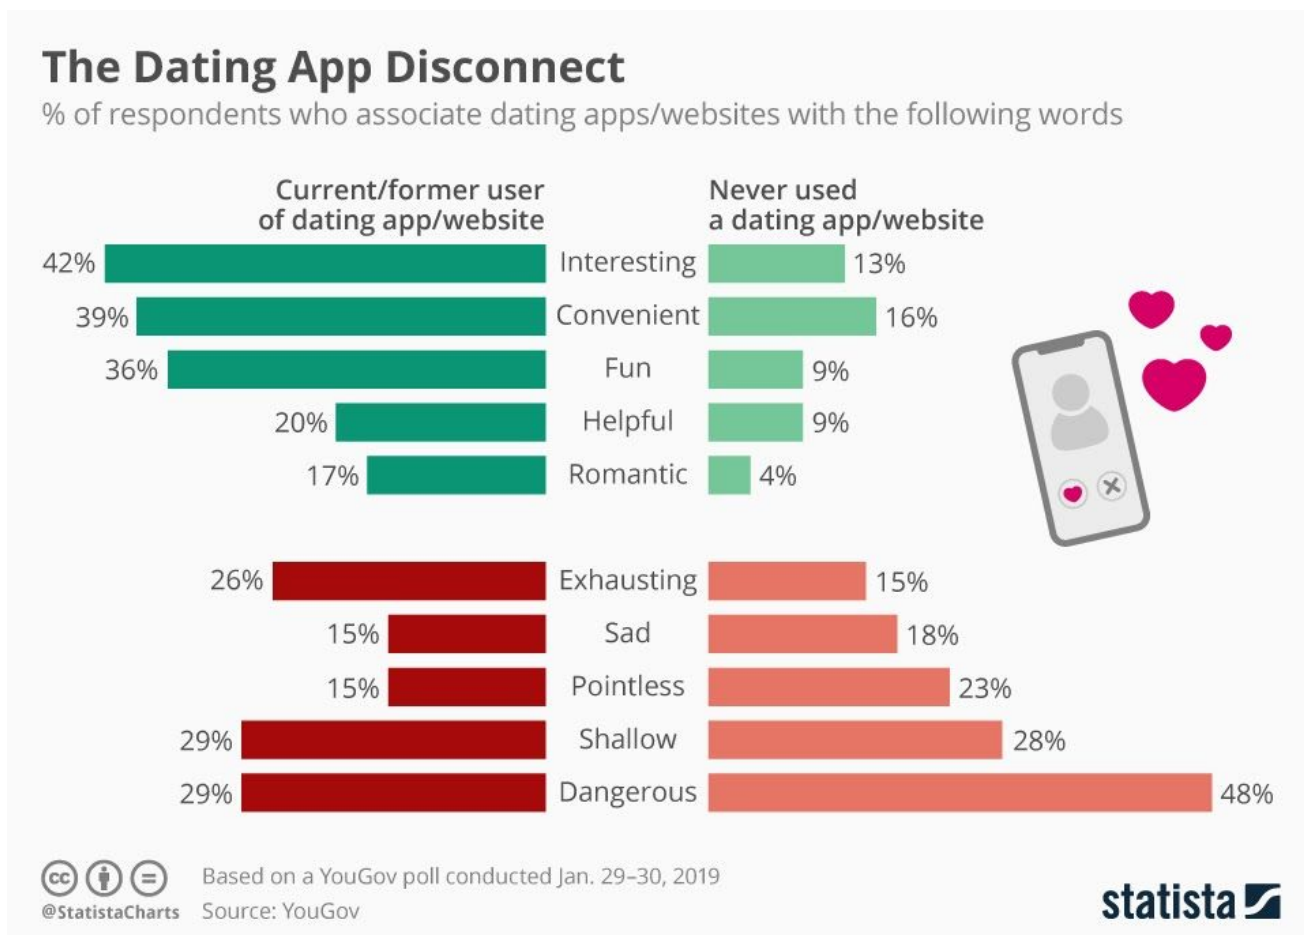 The Dating App Disconnect
% of respondents who associate dating apps/websites with the following words
Current/former user
of dating app/website
Never used
a dating app/website
42% Interesting 13%
39% Convenient 16%
36% Fun 9%
20% Helpful 9%
17% Romantic 4%
26% Exhausting 15%
15% Sad 18%
15% Pointless 23%
29% Shallow 28%
29% Dangerous 48%
cc
@StatistaCharts
Based on a YouGov poll conducted Jan. 29–30, 2019
Source: YouGov
statista